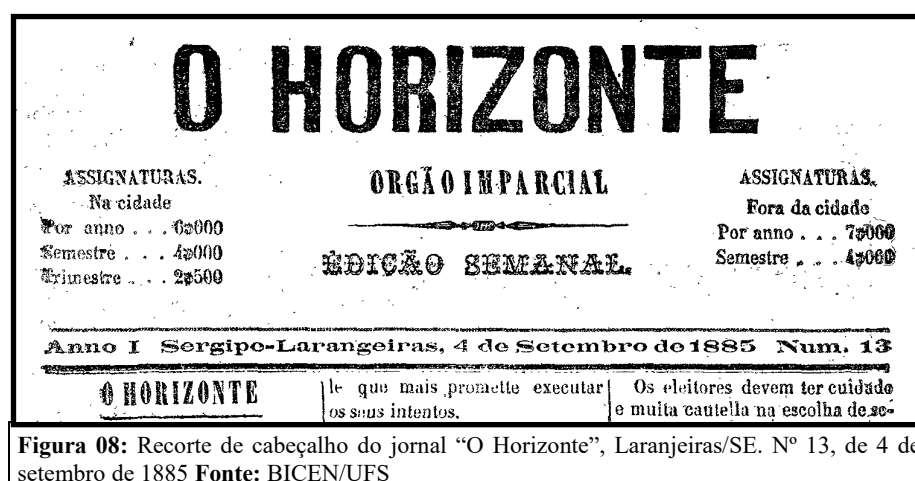 O HORIZONTE
ASSIGNATURAS.
Na cidade
Por anno . . . 6$000
Semestre . . . 4$000
Trimestre . . . 2$500
ORGÃO IMPARCIAL
EDIÇÃO SEMANAL.
ASSIGNATURAS.
Fora da cidade
Por anno . . . 7$000
Semestre . . . 4$000
Anno I Sergipe-Larangeiras, 4 de Setembro de 1885 Num. 13
O HORIZONTE
le que mais promette executar
os seus intentos.
Os eleitores devem ter cuidado
e muita cautella na escolha de se-
Figura 08: Recorte de cabeçalho do jornal “O Horizonte”, Laranjeiras/SE. Nº 13, de 4 de
setembro de 1885 Fonte: BICEN/UFS